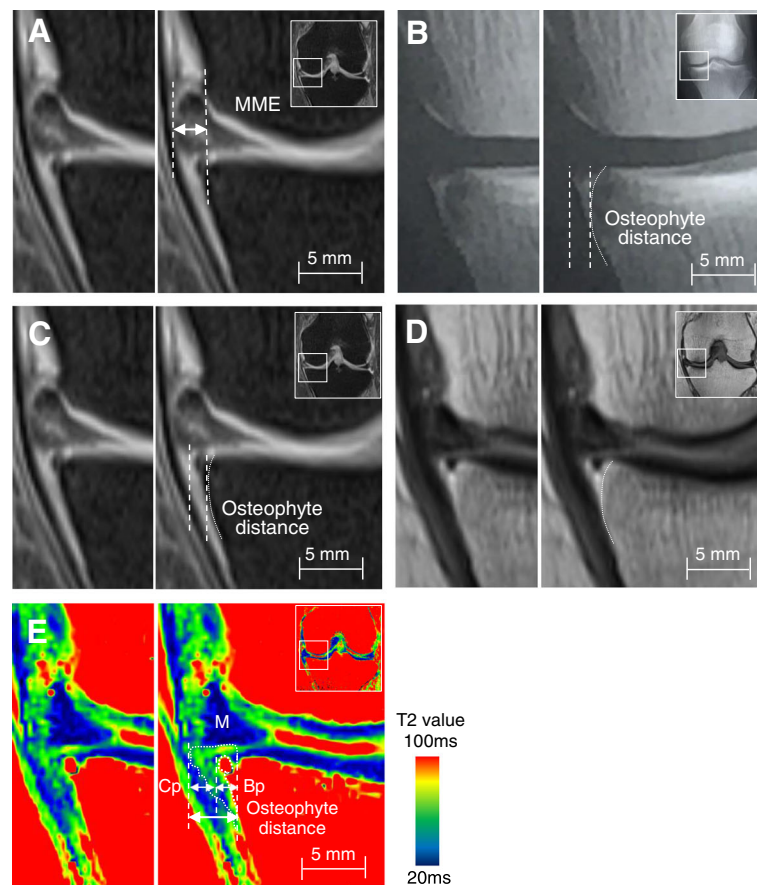 A
MME
5 mm
B
Osteophyte
distance
5 mm
C
Osteophyte
distance
5 mm
D
5 mm
E
M
Cp
Bp
Osteophyte
distance
5 mm
T2 value
100ms
20ms